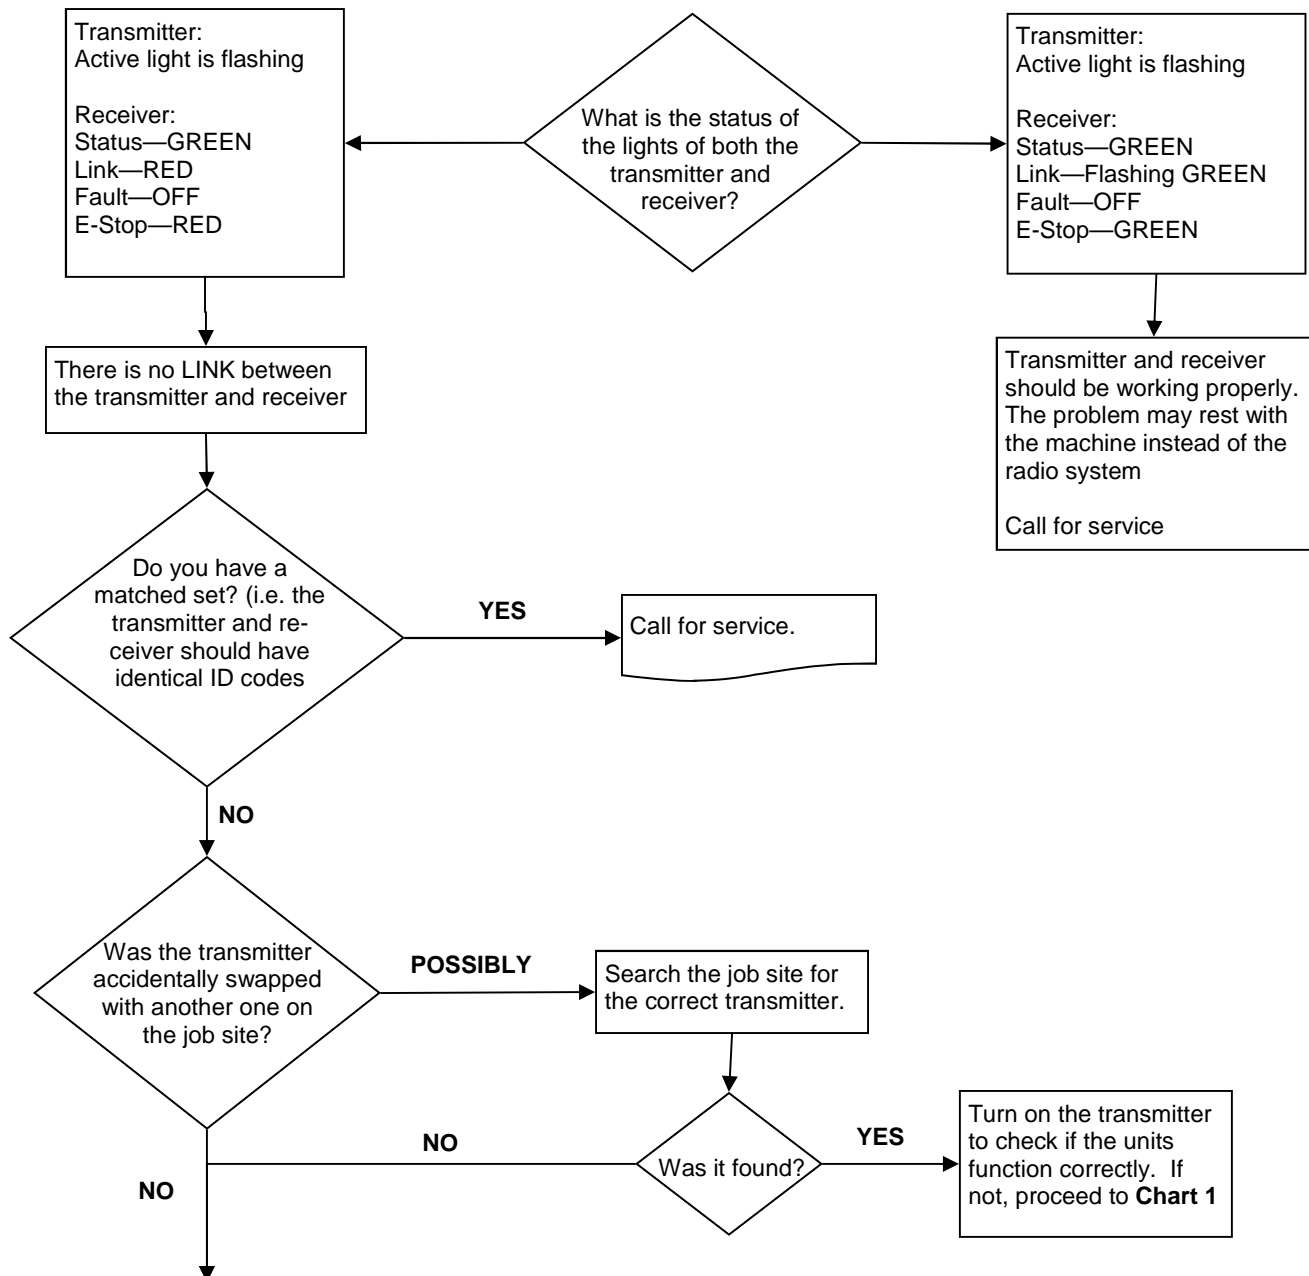 Transmitter:
Active light is flashing
Receiver:
Status—GREEN
Link—RED
Fault—OFF
E-Stop—RED
What is the status of
the lights of both the
transmitter and
receiver?
Transmitter:
Active light is flashing
Receiver:
Status—GREEN
Link—Flashing GREEN
Fault—OFF
E-Stop—GREEN
There is no LINK between
the transmitter and receiver
Transmitter and receiver
should be working properly.
The problem may rest with
the machine instead of the
radio system
Call for service
Do you have a
matched set? (i.e. the
transmitter and re-
ceiver should have
identical ID codes
YES
Call for service.
NO
Was the transmitter
accidentally swapped
with another one on
the job site?
POSSIBLY
Search the job site for
the correct transmitter.
Was it found?
YES
Turn on the transmitter
to check if the units
function correctly.  If
not, proceed to Chart 1
NO
NO